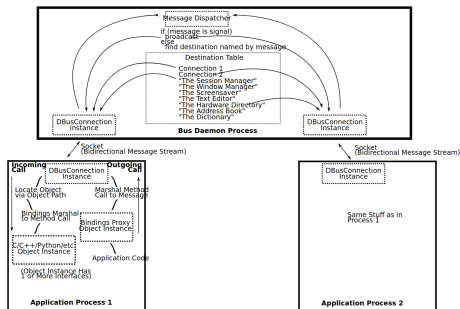 Message Dispatcher
if (message is signal)
broadcast
else
find destination named by message
Destination Table
Connection 1
Connection 2
"The Session Manager"
"The Window Manager"
"The Screensaver"
"The Text Editor"
"The Hardware Directory"
"The Address Book"
"The Dictionary"
DBusConnection
Instance
DBusConnection
Instance
Bus Daemon Process
Socket
(Bidirectional Message Stream)
Socket
(Bidirectional Message Stream)
Incoming
Call
DBusConnection
Instance
Outgoing
Call
Locate Object
via Object Path
Marshal Method
Call to Message
Bindings Marshal
to Method Call
Bindings Proxy
Object Instance
C/C++/Python/etc.
Object Instance
Application Code
(Object Instance Has
1 or More Interfaces)
Application Process 1
DBusConnection
Instance
Same Stuff as in
Process 1
Application Process 2